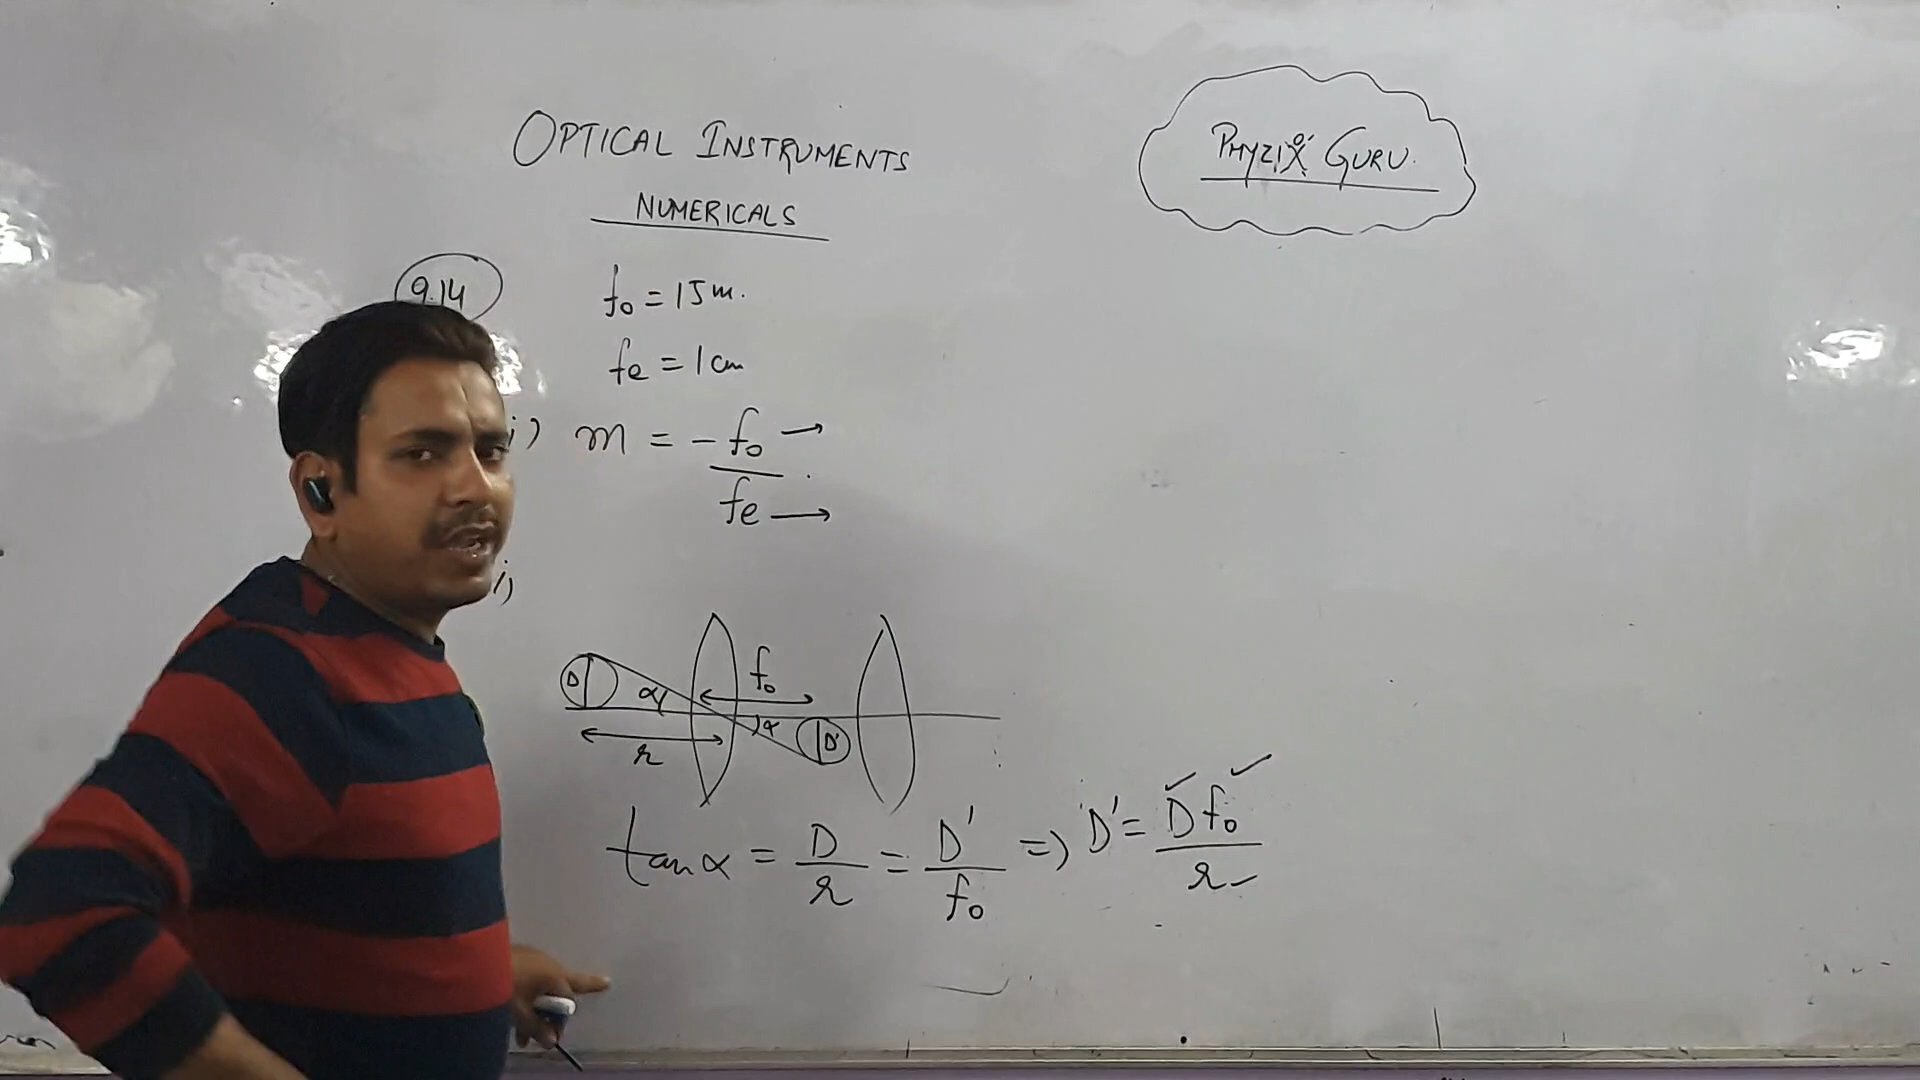 OPTICAL INSTRUMENTS
NUMERICALS
PHYZIX GURU.
9.14
f₀ = 15 m.
fe = 1 cm
i) m = -f₀ →
fe →
i)
D α f₀
r α D'
tan α = D/r = D'/f₀ => D' = Df₀/r